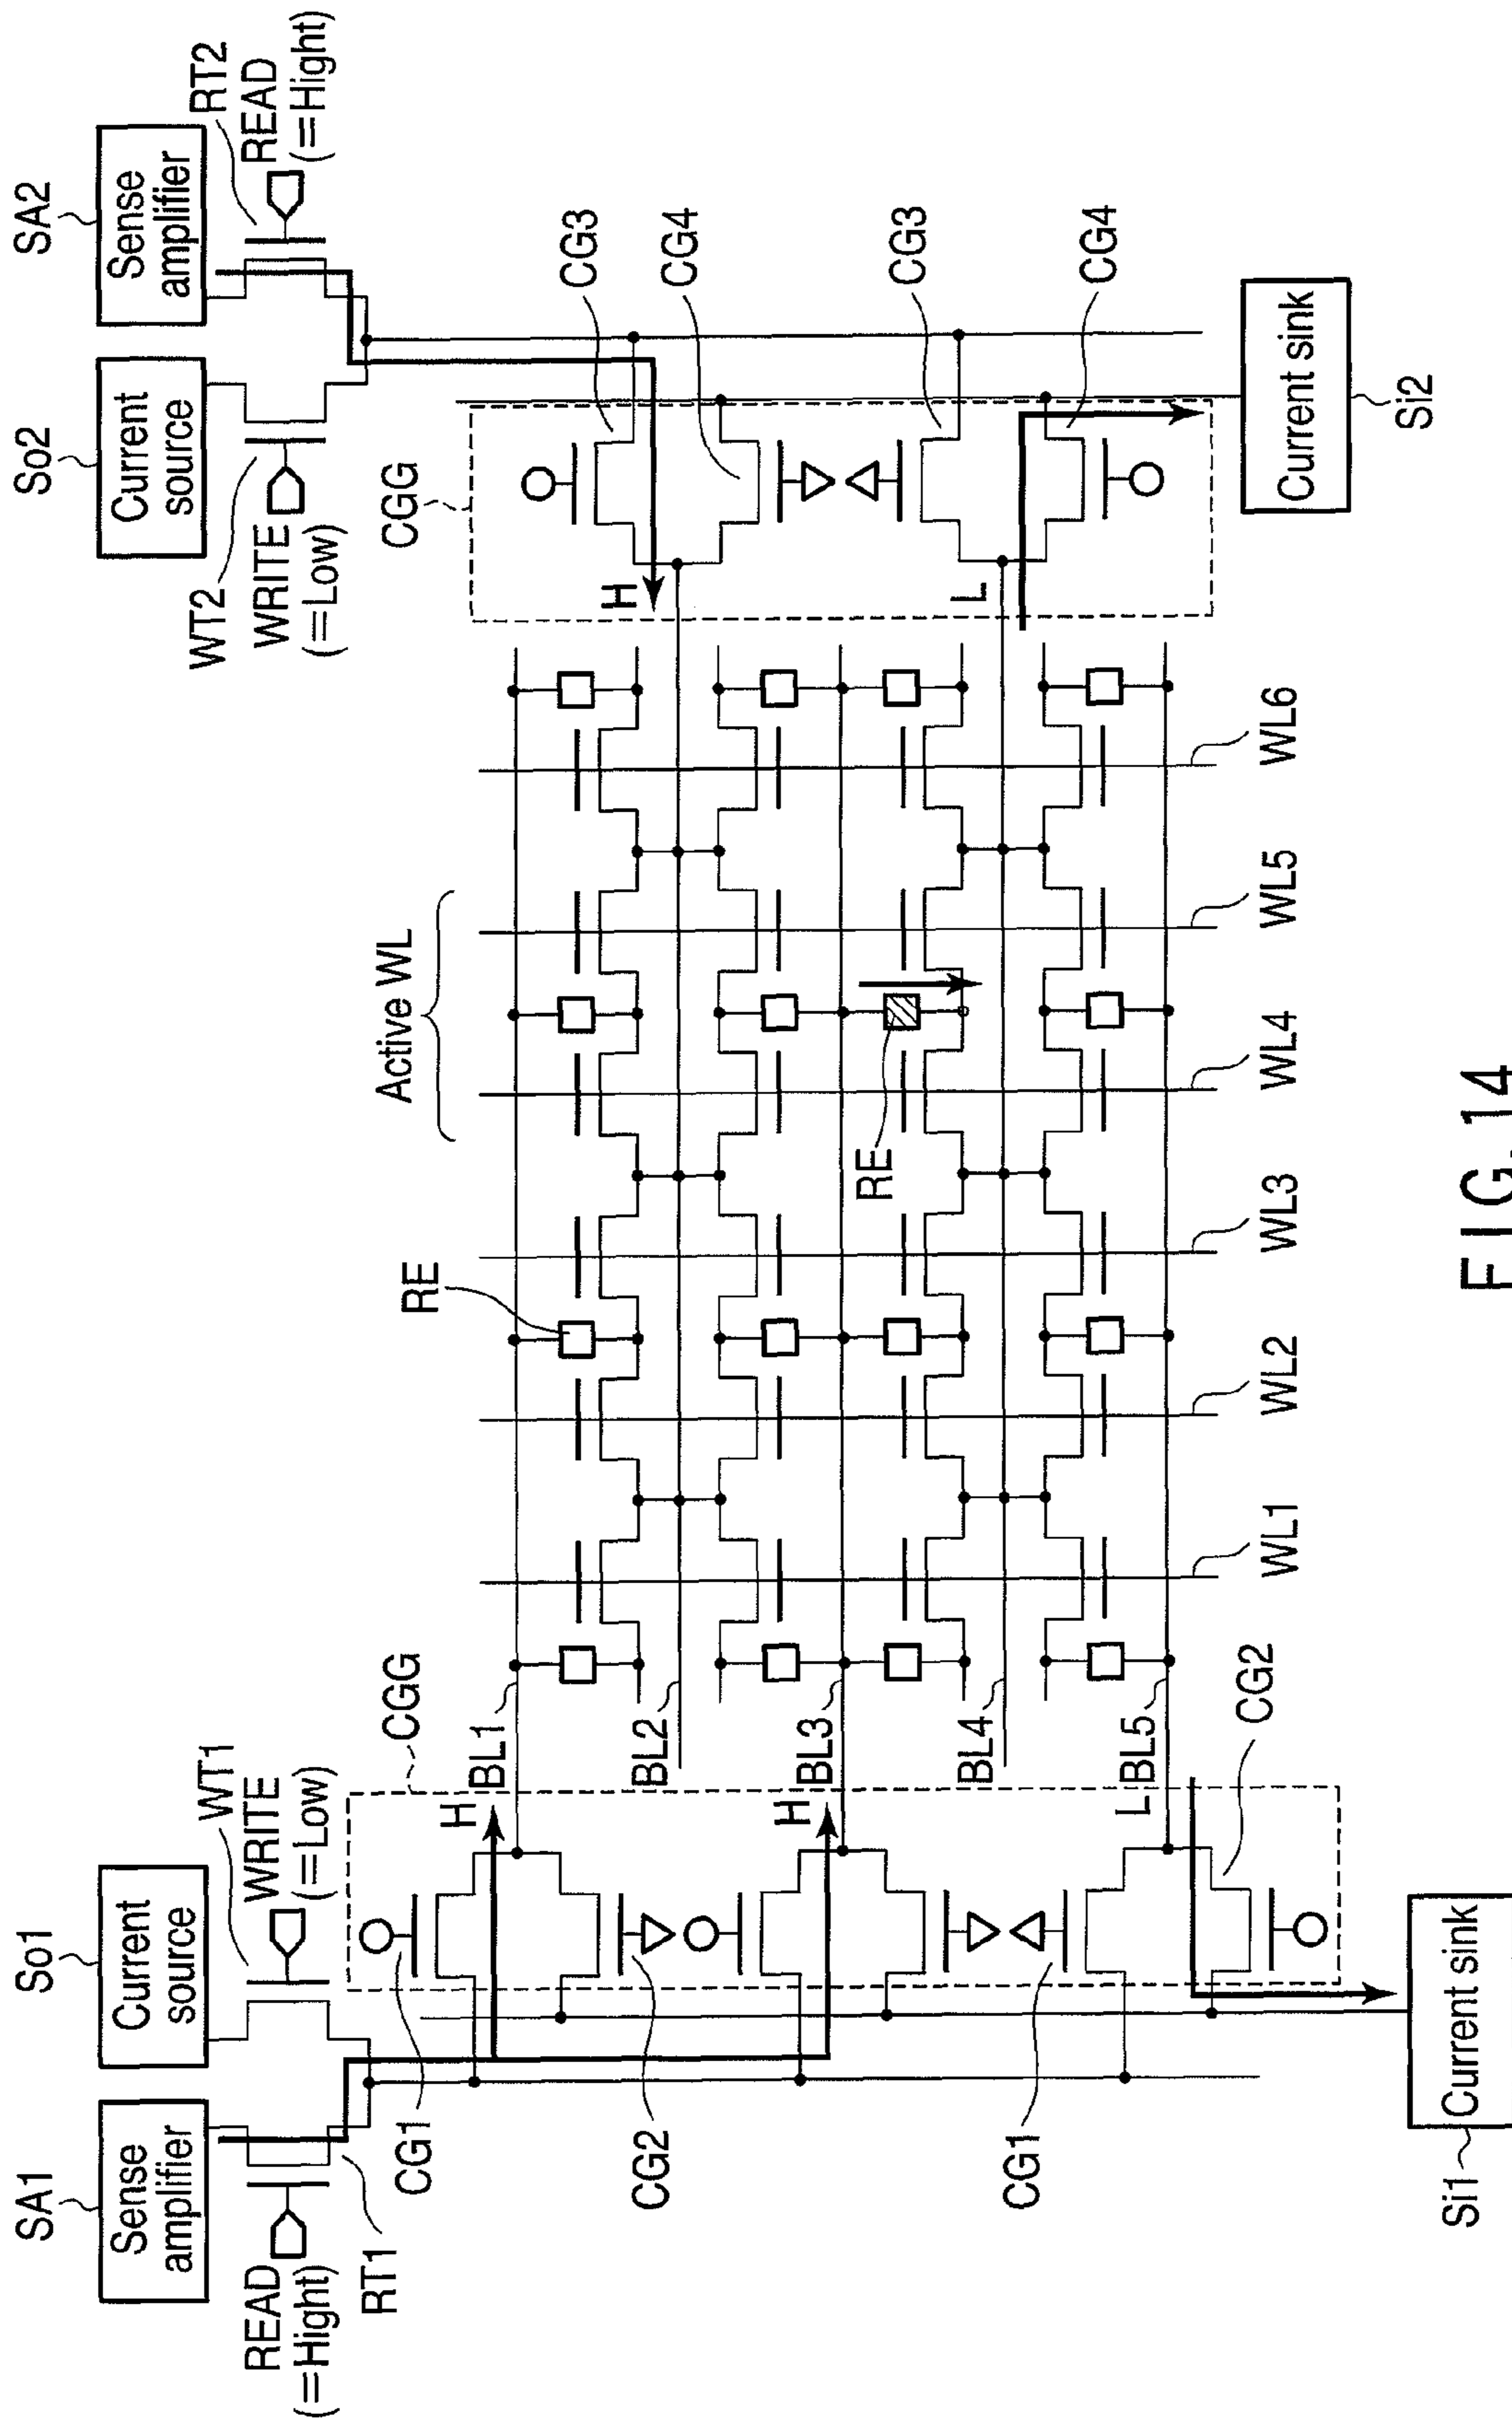 SA1
So1
So2
SA2
Sense
amplifier
Current
source
Current
source
Sense
amplifier
READ
(=Hight)
RT1
WT1
WRITE
(=Low)
WT2
WRITE
(=Low)
RT2
READ
(=Hight)
CG1
CGG
Active WL
CGG
CG3
RE
CG4
H
BL1
H
CG2
BL2
H
BL3
RE
CG3
CG1
BL4
L
L
BL5
CG4
CG2
WL1
WL2
WL3
WL4
WL5
WL6
Current sink
Si1
Current sink
Si2
FIG. 14